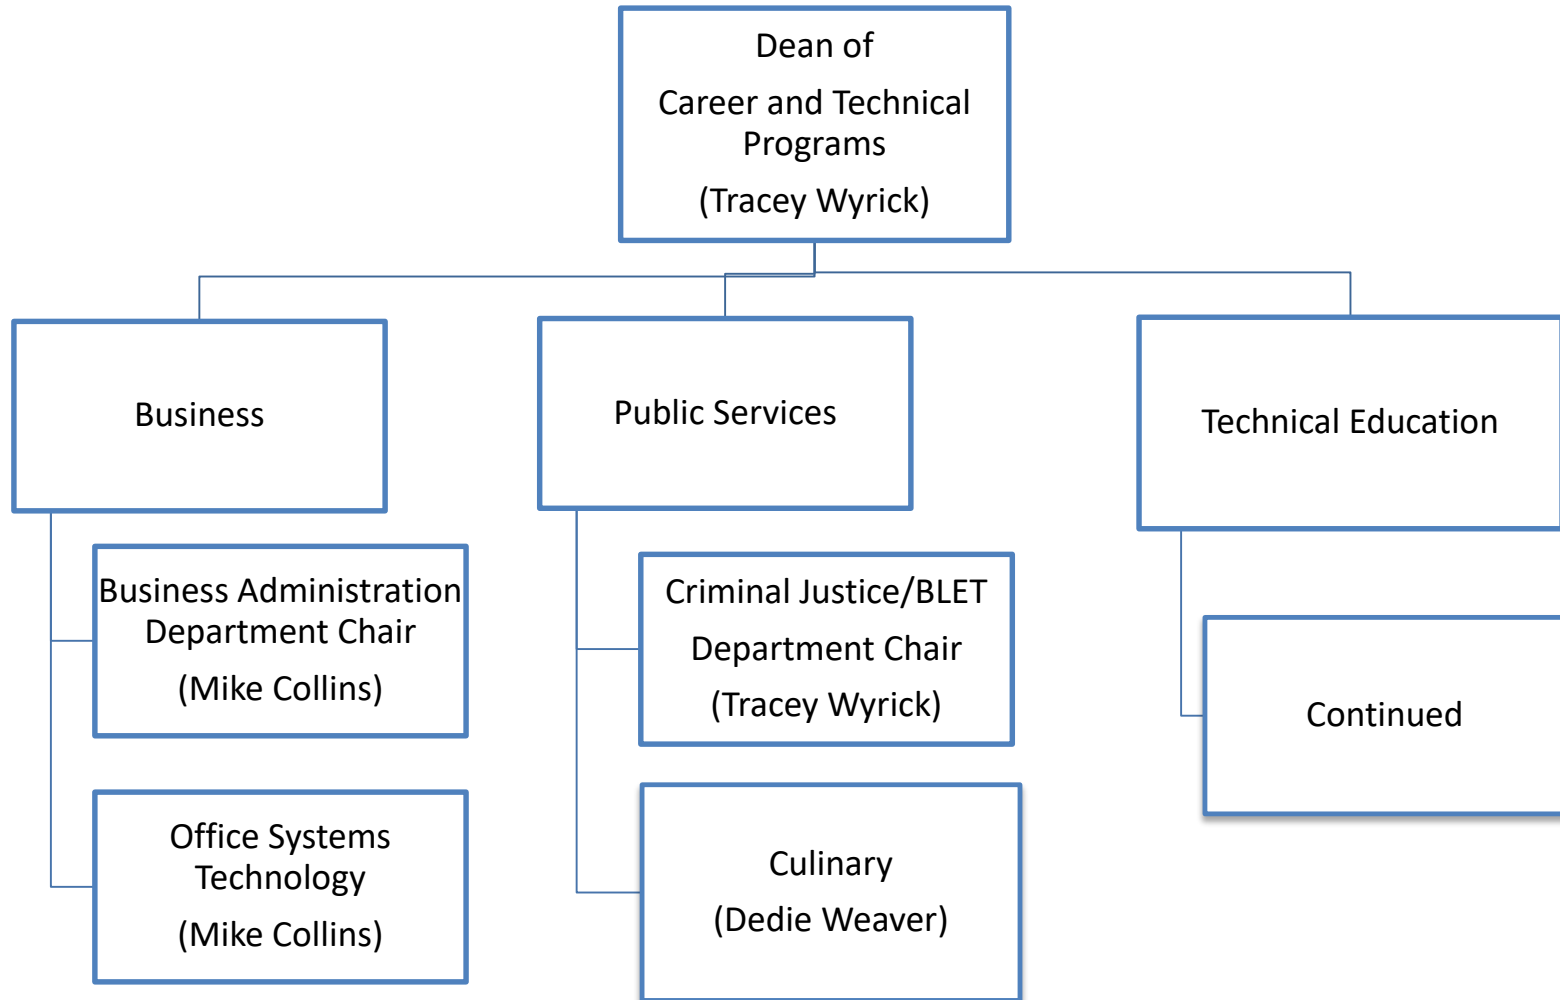 Dean of
Career and Technical
Programs
(Tracey Wyrick)
Business
Public Services
Technical Education
Business Administration
Department Chair
(Mike Collins)
Criminal Justice/BLET
Department Chair
(Tracey Wyrick)
Continued
Office Systems
Technology
(Mike Collins)
Culinary
(Dedie Weaver)